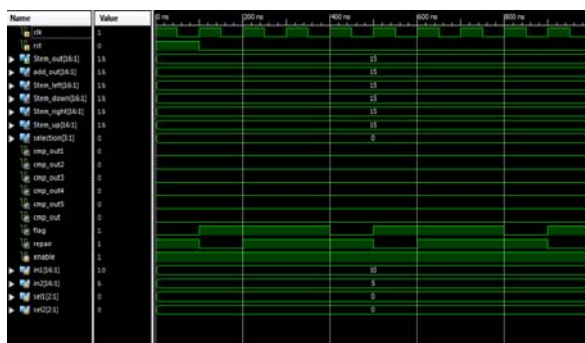 Name Value 0 ns 200 ns 400 ns 600 ns 800 ns
clk 1
rst 0
Stem_out[16:1] 15 15
add_out[16:1] 15 15
Stem_left[16:1] 15 15
Stem_down[16:1] 15 15
Stem_right[16:1] 15 15
Stem_up[16:1] 15 15
selection[3:1] 0 0
cmp_out1 0
cmp_out2 0
cmp_out3 0
cmp_out4 0
cmp_out5 0
cmp_out 0
flag 1
repair 1
enable 1
in1[16:1] 10 10
in2[16:1] 5 5
sel1[2:1] 0 0
sel2[2:1] 0 0